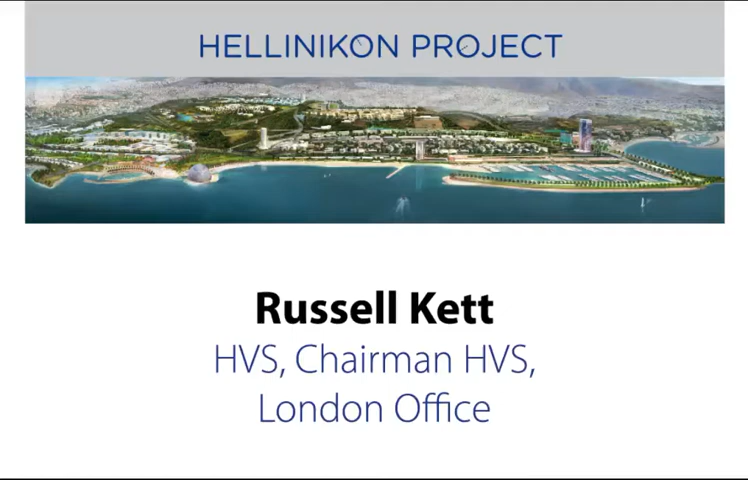 HELLINIKON PROJECT
Russell Kett
HVS, Chairman HVS,
London Office